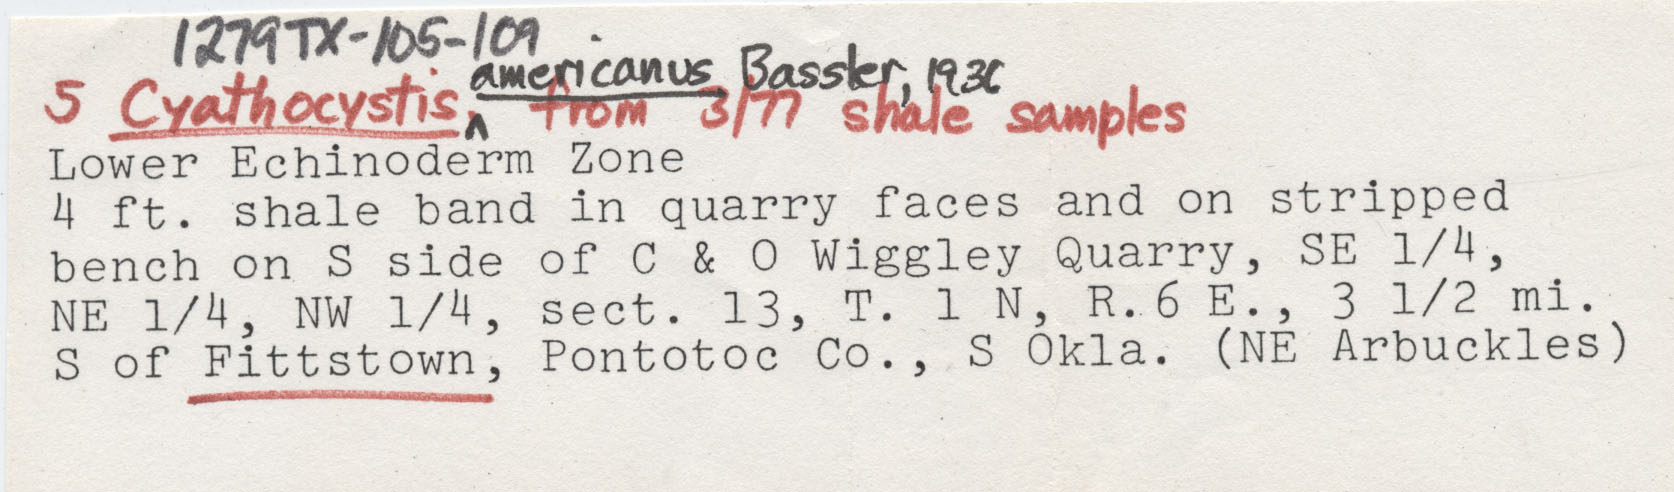 1279TX-105-109
americanus Bassler, 1936
5 Cyathocystis, from 3/77 shale samples
Lower Echinoderm Zone
4 ft. shale band in quarry faces and on stripped
bench on S side of C & O Wiggley Quarry, SE 1/4,
NE 1/4, NW 1/4, sect. 13, T. 1 N, R. 6 E., 3 1/2 mi.
S of Fittstown, Pontotoc Co., S Okla. (NE Arbuckles)